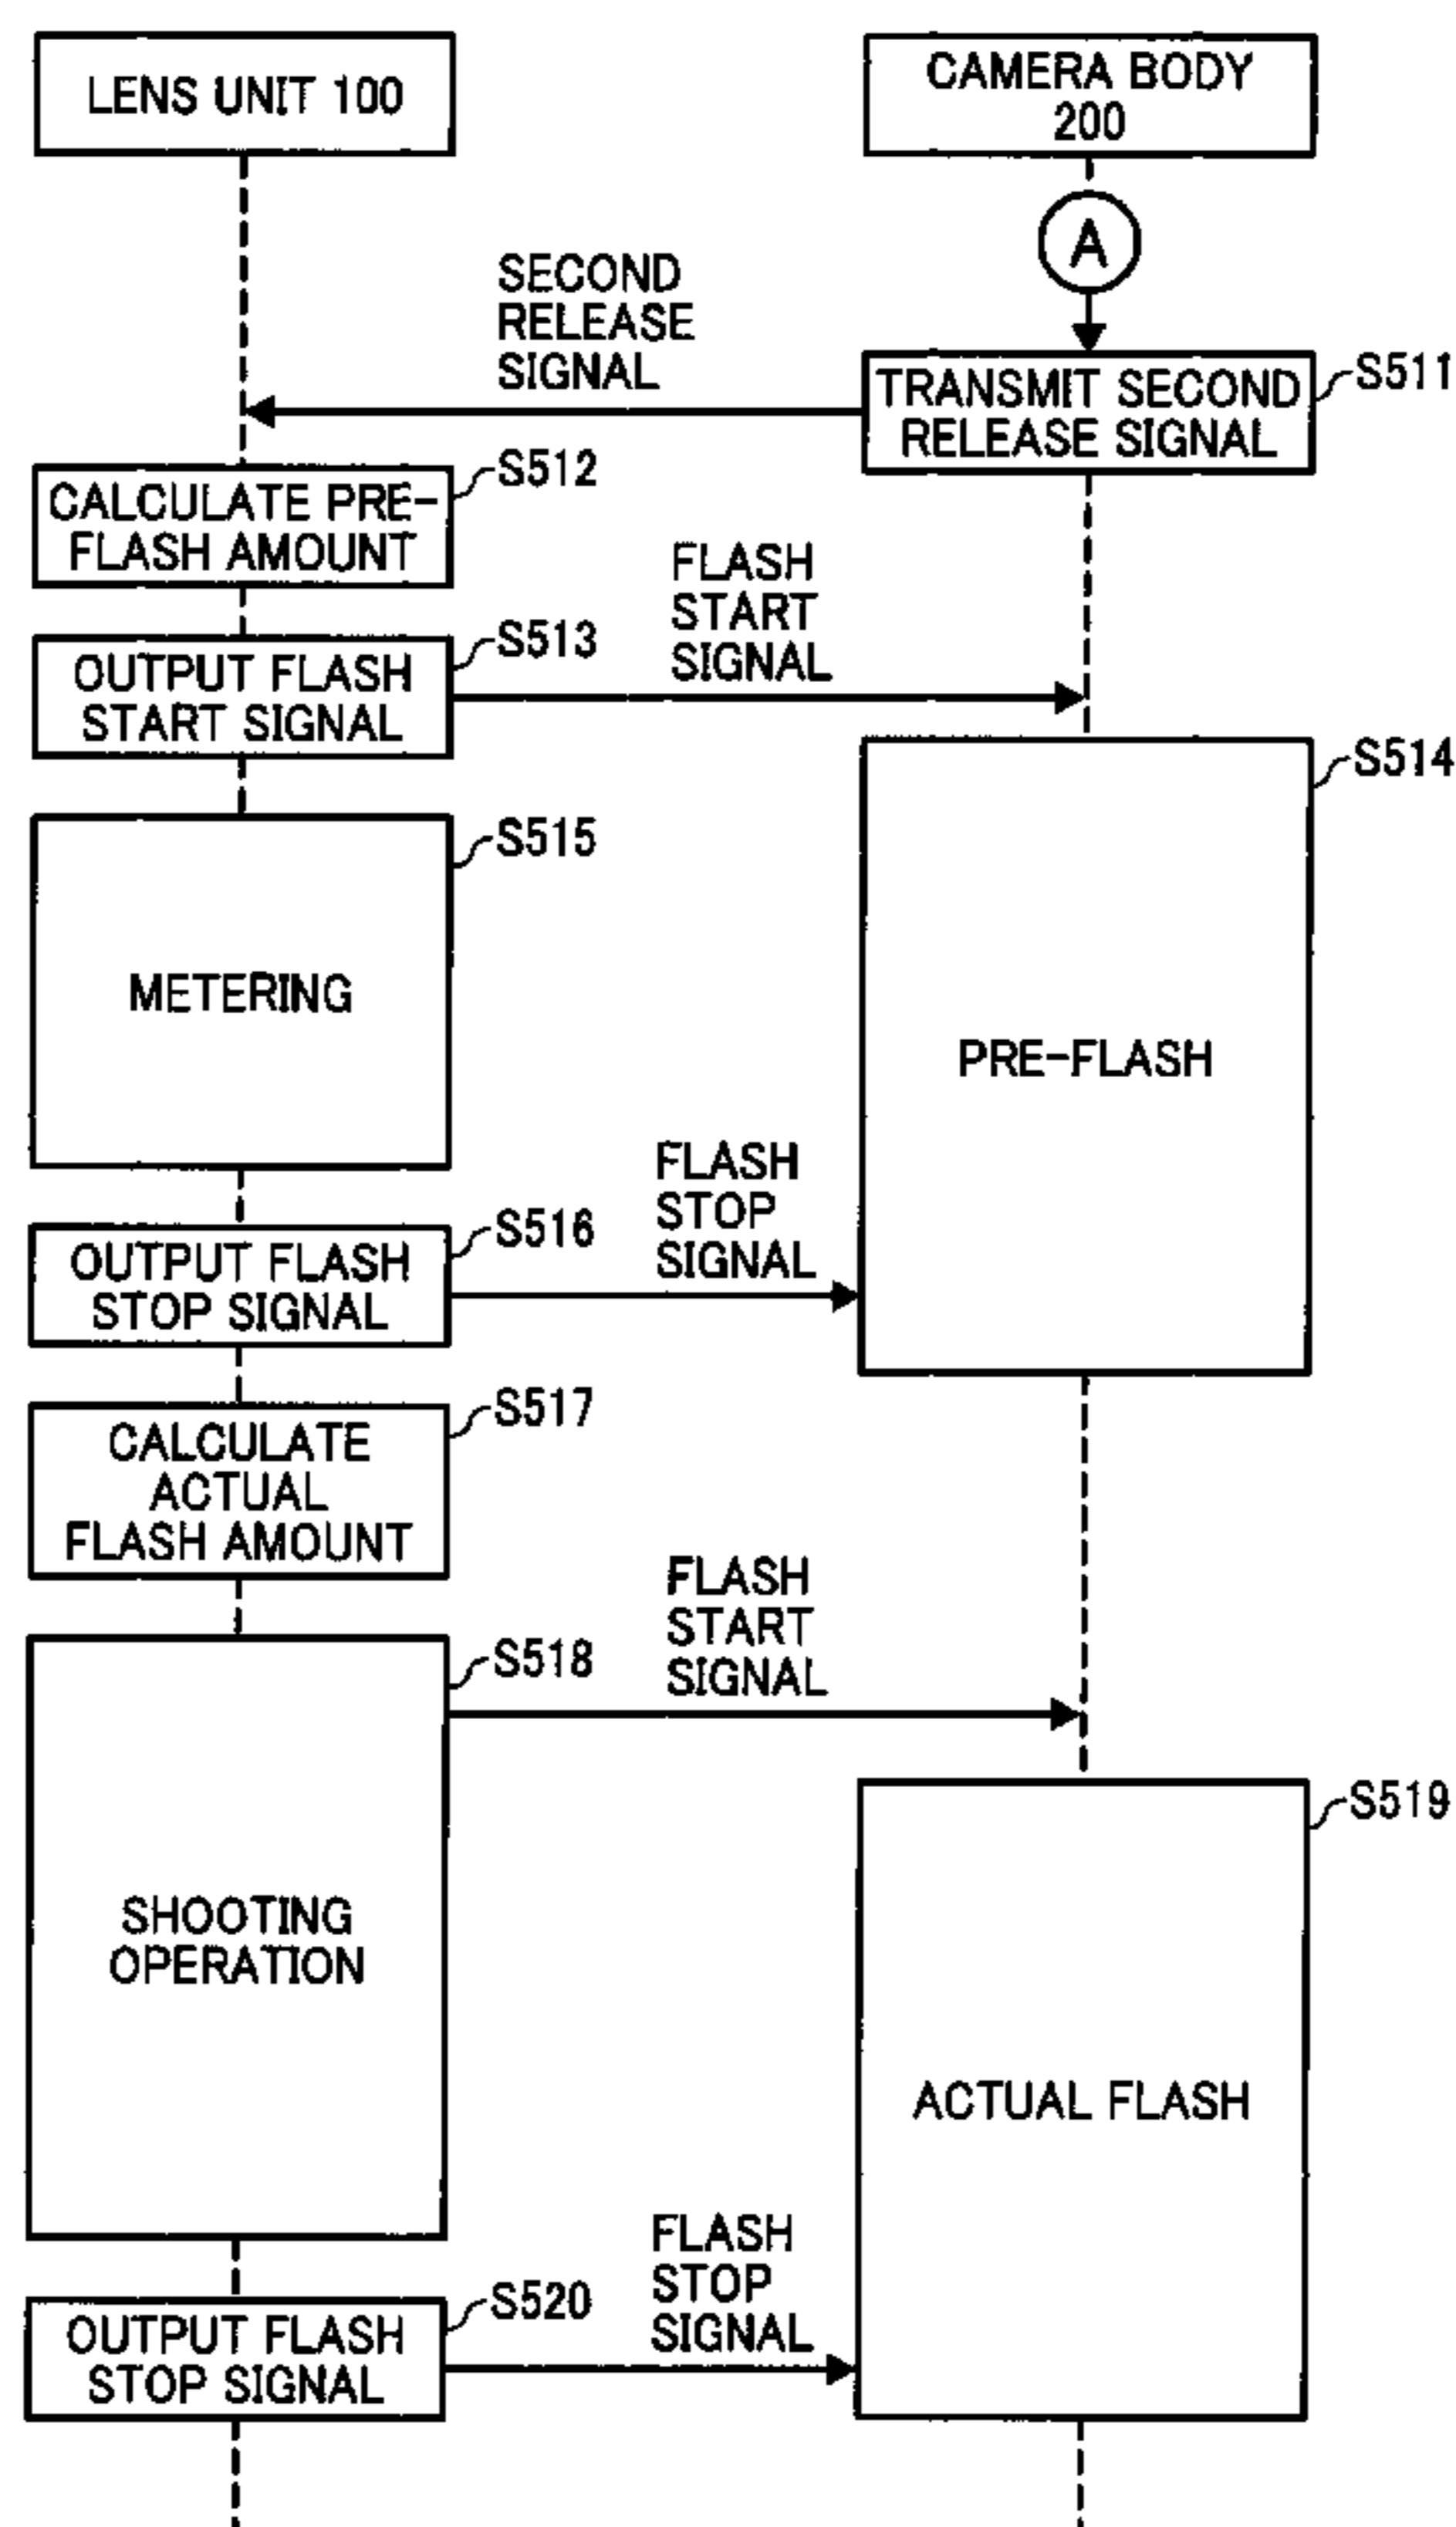 LENS UNIT 100
CAMERA BODY
200
A
SECOND
RELEASE
SIGNAL
TRANSMIT SECOND
RELEASE SIGNAL
S511
CALCULATE PRE-
FLASH AMOUNT
S512
FLASH
START
SIGNAL
OUTPUT FLASH
START SIGNAL
S513
PRE-FLASH
S514
METERING
S515
FLASH
STOP
SIGNAL
OUTPUT FLASH
STOP SIGNAL
S516
CALCULATE
ACTUAL
FLASH AMOUNT
S517
FLASH
START
SIGNAL
SHOOTING
OPERATION
S518
ACTUAL FLASH
S519
FLASH
STOP
SIGNAL
OUTPUT FLASH
STOP SIGNAL
S520